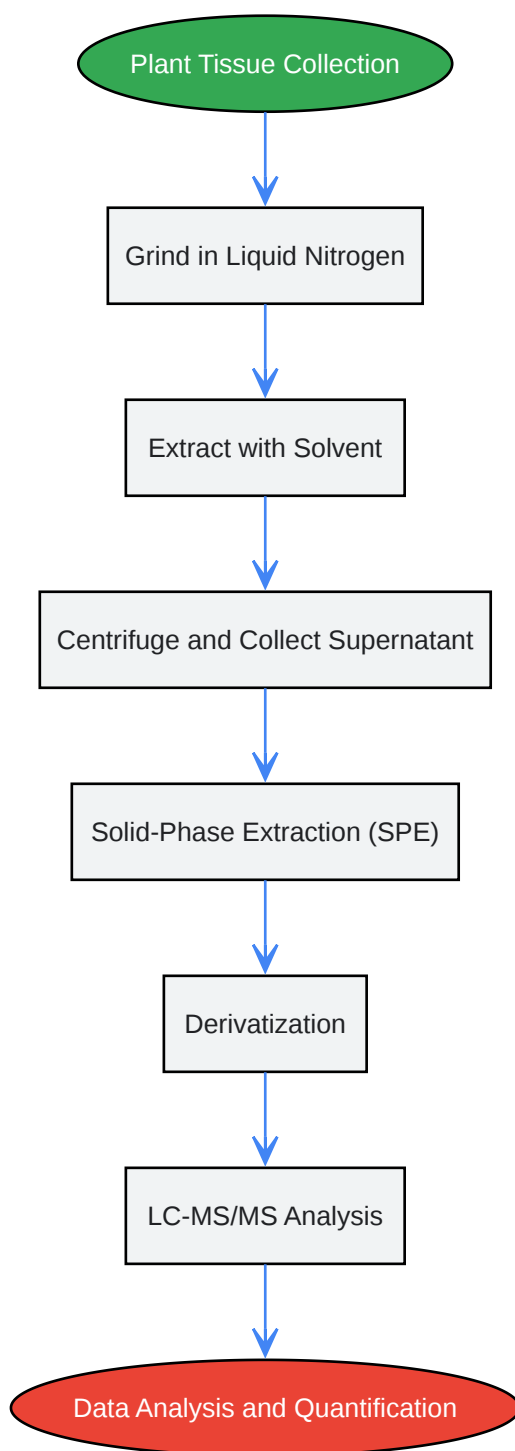 Plant Tissue Collection
Grind in Liquid Nitrogen
Extract with Solvent
Centrifuge and Collect Supernatant
Solid-Phase Extraction (SPE)
Derivatization
LC-MS/MS Analysis
Data Analysis and Quantification